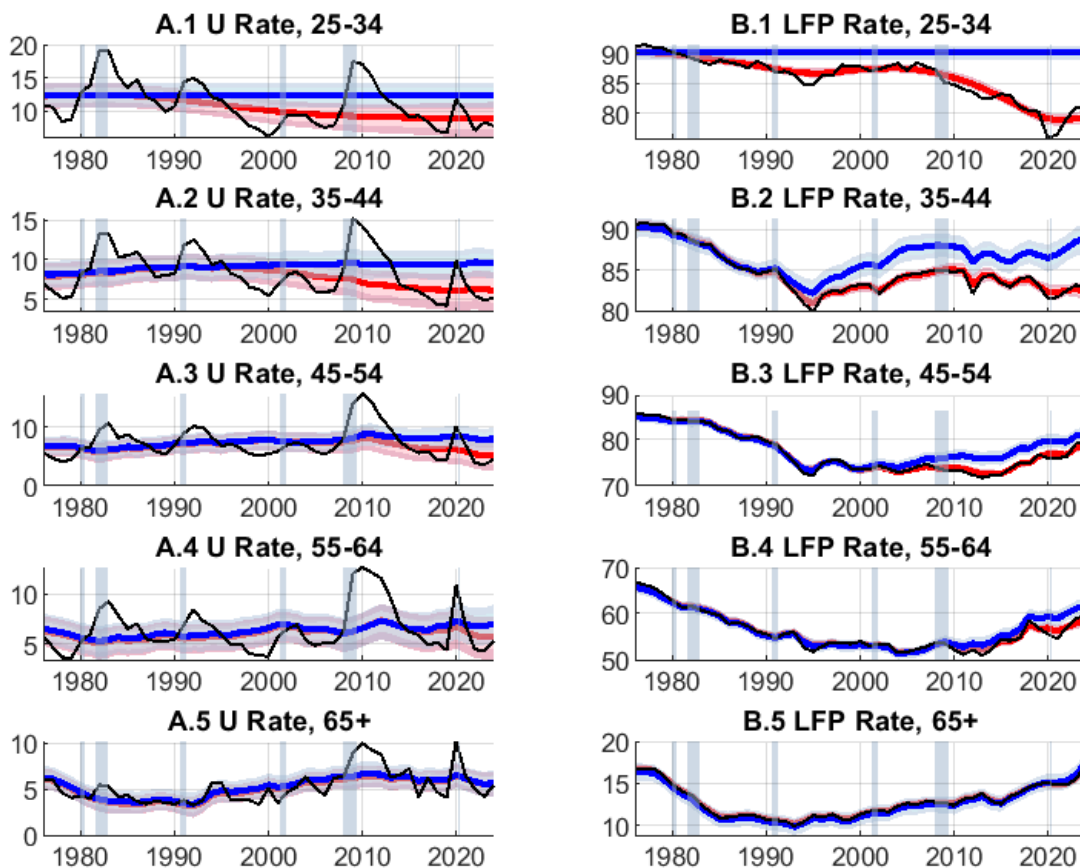 A.1 U Rate, 25-34
20
15
10
1980 1990 2000 2010 2020
B.1 LFP Rate, 25-34
90
85
80
1980 1990 2000 2010 2020
A.2 U Rate, 35-44
15
10
5
1980 1990 2000 2010 2020
B.2 LFP Rate, 35-44
90
85
80
1980 1990 2000 2010 2020
A.3 U Rate, 45-54
10
0
1980 1990 2000 2010 2020
B.3 LFP Rate, 45-54
90
80
70
1980 1990 2000 2010 2020
A.4 U Rate, 55-64
10
5
1980 1990 2000 2010 2020
B.4 LFP Rate, 55-64
70
60
50
1980 1990 2000 2010 2020
A.5 U Rate, 65+
10
5
0
1980 1990 2000 2010 2020
B.5 LFP Rate, 65+
20
15
10
1980 1990 2000 2010 2020